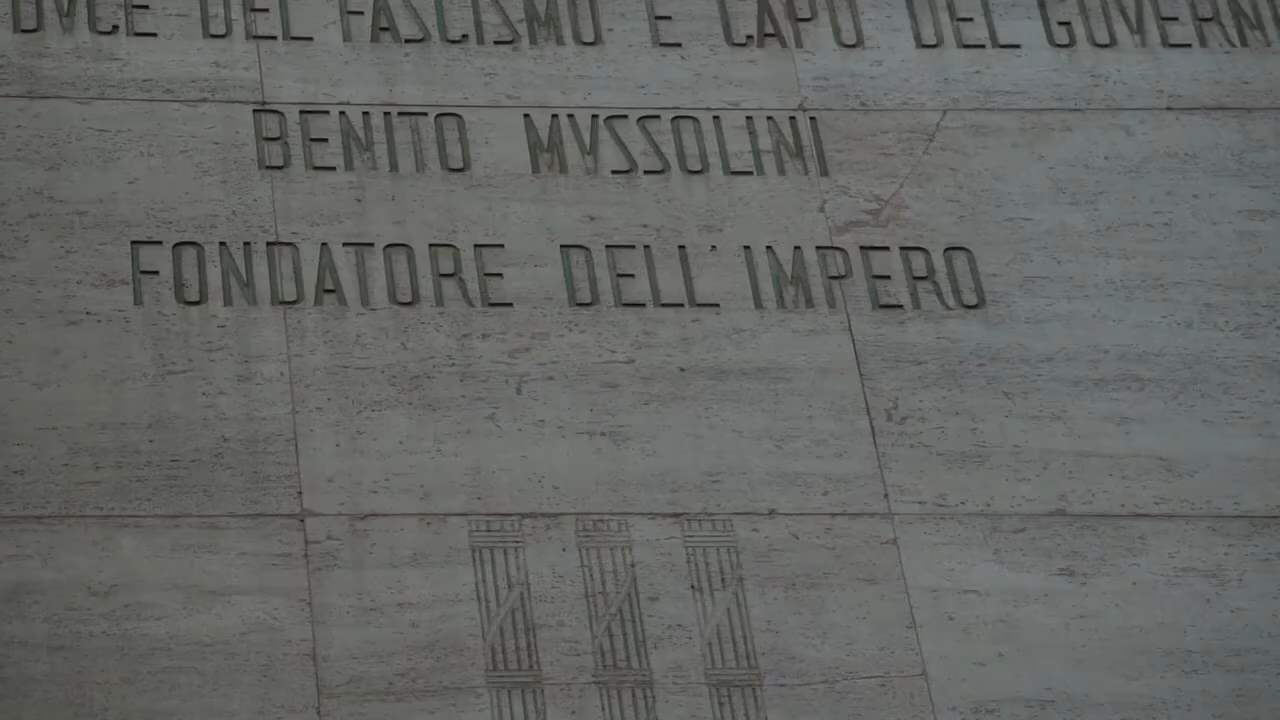 DVCE DEL FASCISMO E CAPO DEL GOVERN
BENITO MVSSOLINI
FONDATORE DELL'IMPERO